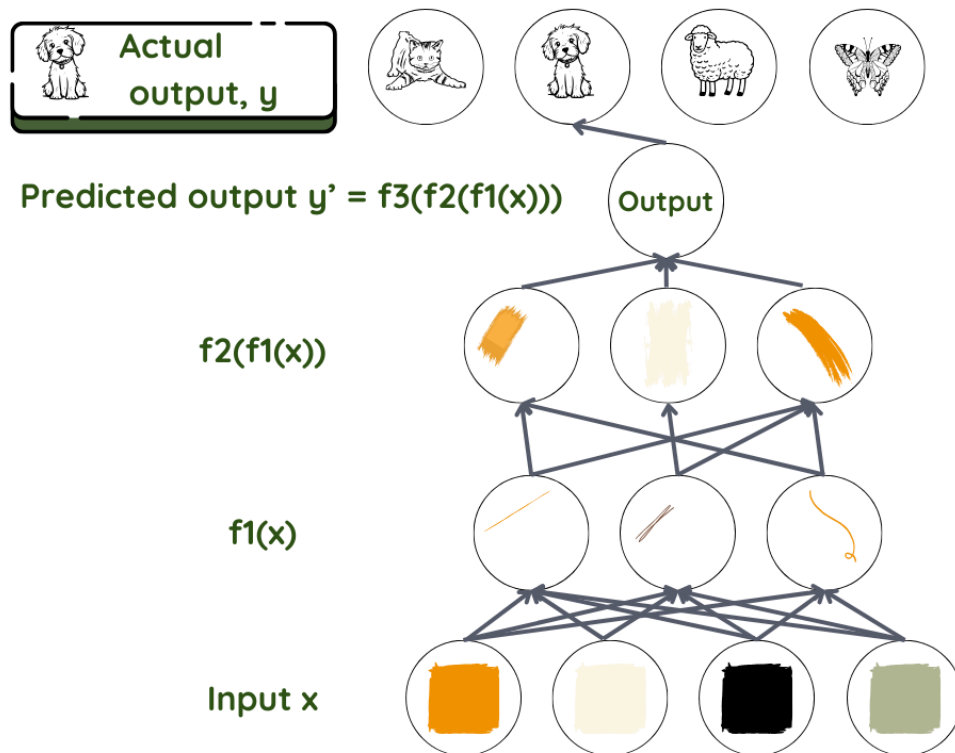 Actual
output, y
Predicted output y’ = f3(f2(f1(x)))
Output
f2(f1(x))
f1(x)
Input x